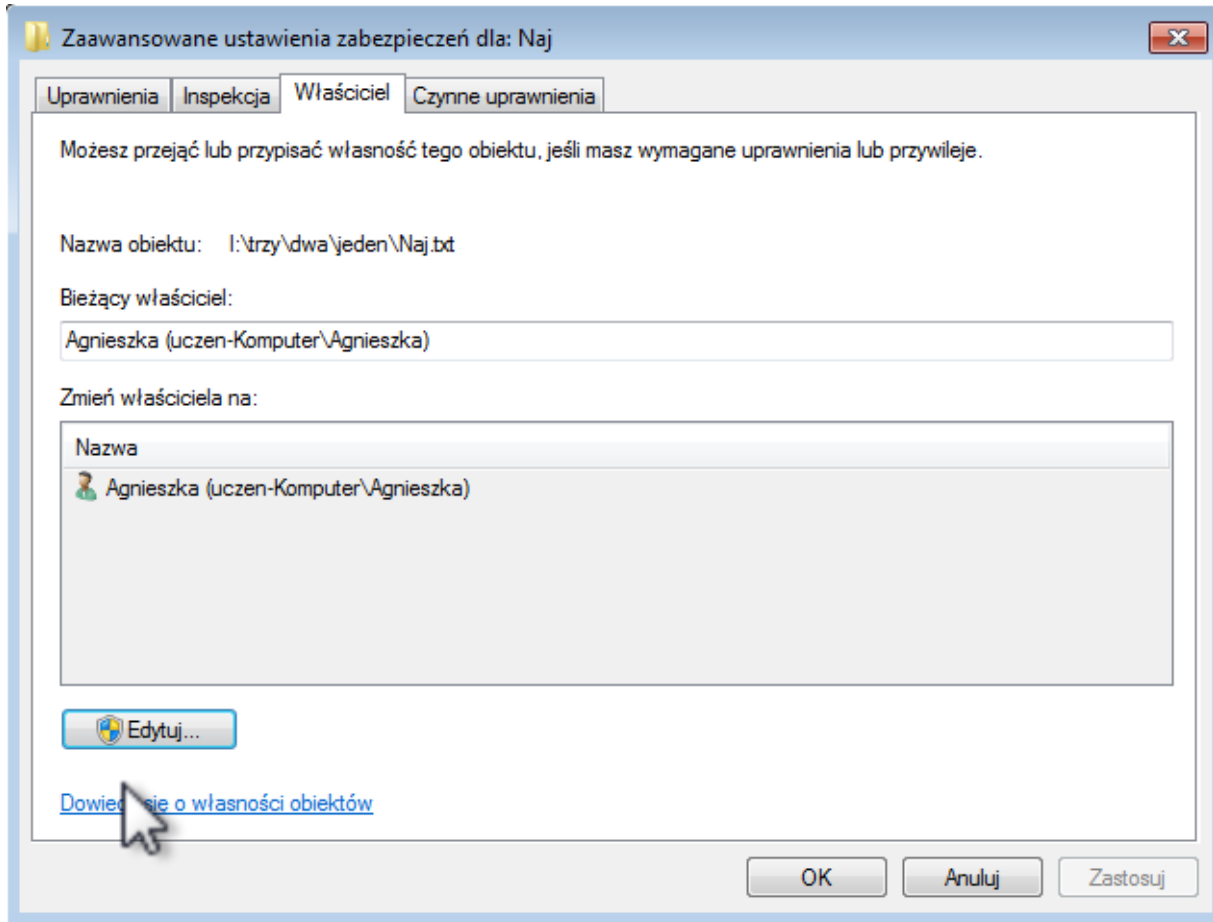 Zaawansowane ustawienia zabezpieczeń dla: Naj
Uprawnienia Inspekcja Właściciel Czynne uprawnienia
Możesz przejąć lub przypisać własność tego obiektu, jeśli masz wymagane uprawnienia lub przywileje.
Nazwa obiektu: I:\trzy\dwa\jeden\Naj.txt
Bieżący właściciel:
Agnieszka (uczen-Komputer\Agnieszka)
Zmień właściciela na:
Nazwa
Agnieszka (uczen-Komputer\Agnieszka)
Edytuj...
Dowiedz się o własności obiektów
OK Anuluj Zastosuj